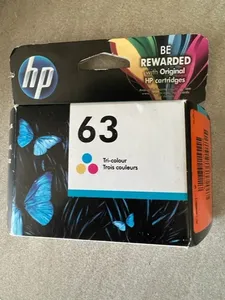 BE
REWARDED
with Original
HP cartridges
hp
63
Tri-colour
Trois couleurs